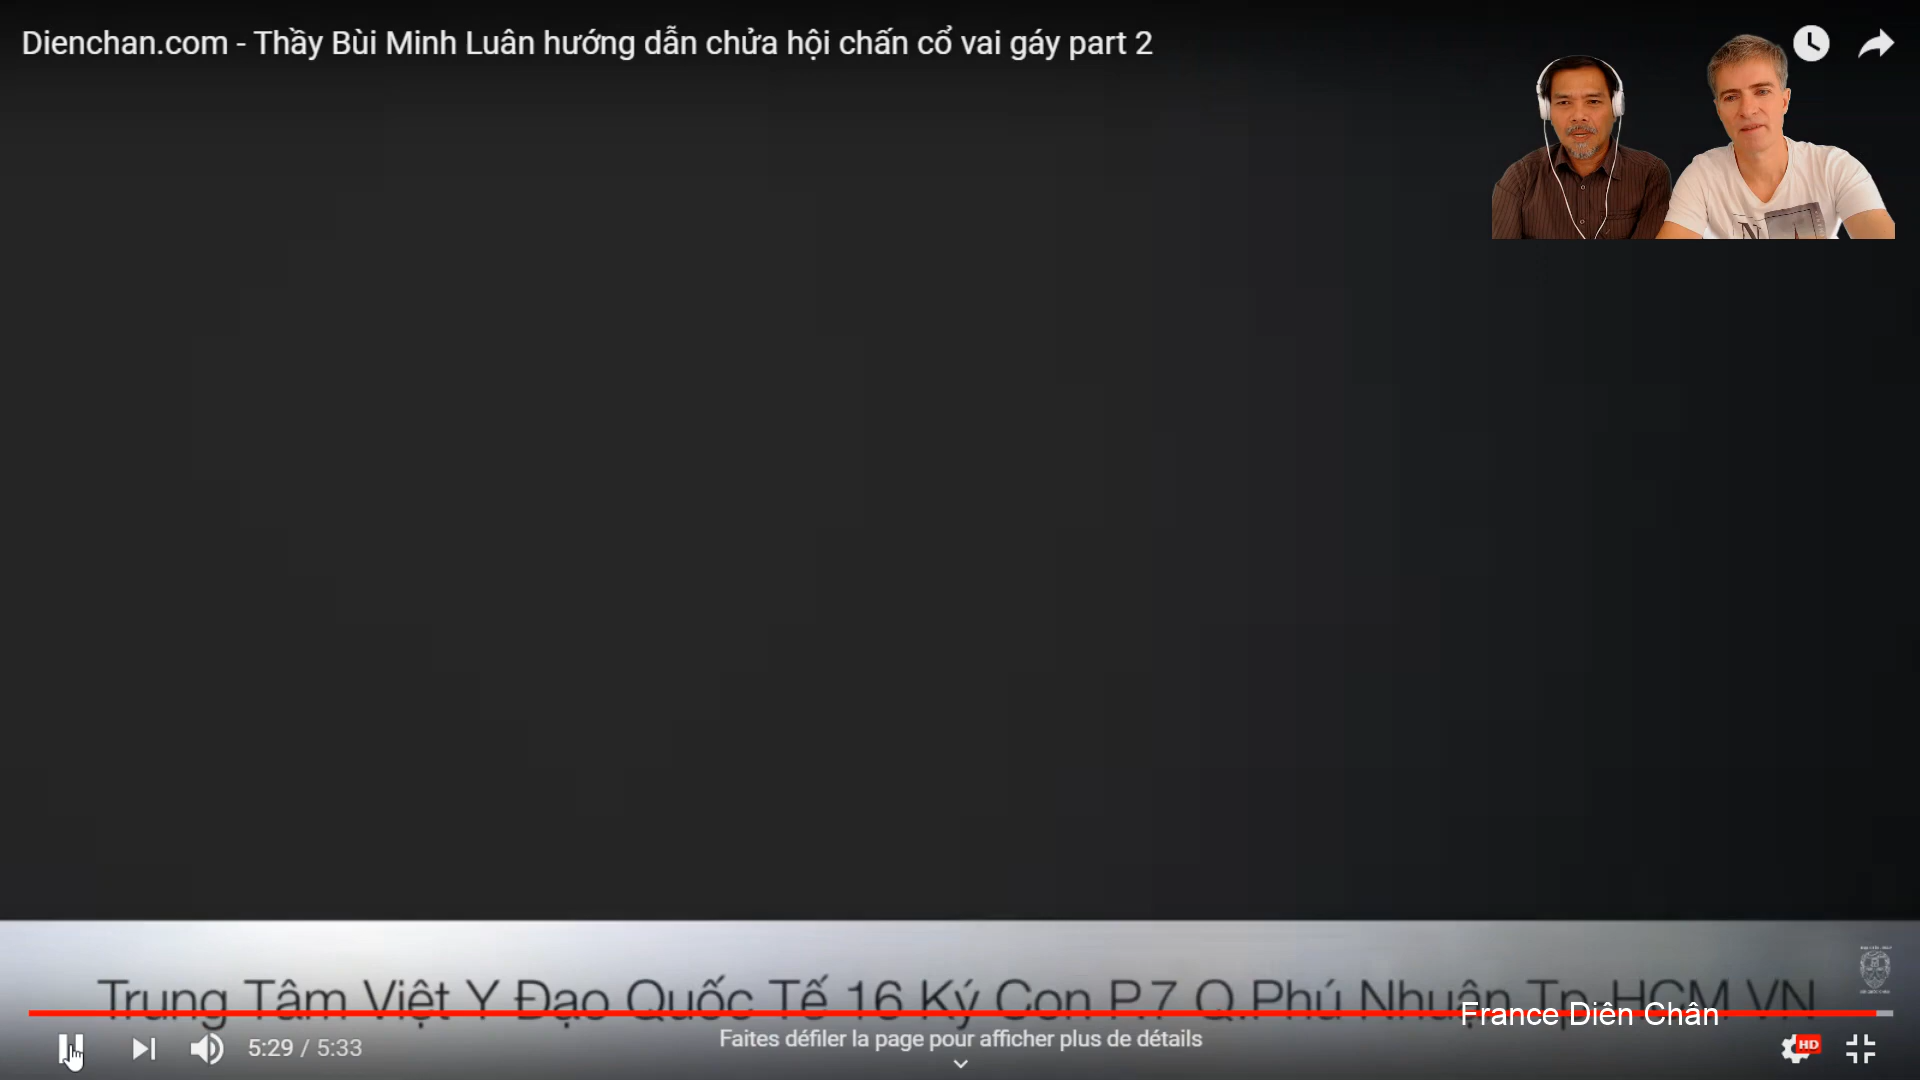 Dienchan.com - Thầy Bùi Minh Luân hướng dẫn chửa hội chấn cổ vai gáy part 2
Trung Tâm Việt Y Đạo Quốc Tế 16 Ký Con P.7 Q.Phú Nhuận Tp.HCM VN
France Diên Chân
Faites défiler la page pour afficher plus de détails
5:29 / 5:33
HD